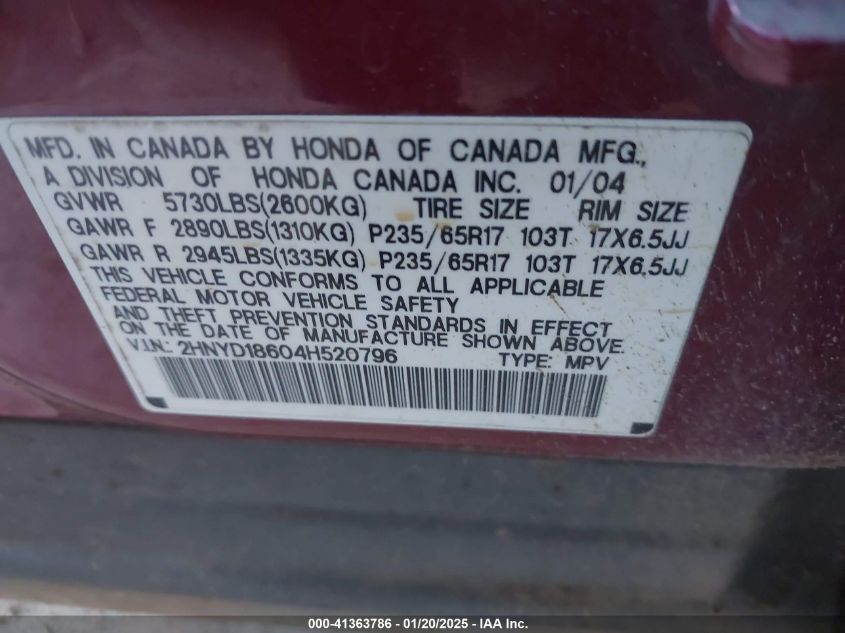 MFD. IN CANADA BY HONDA OF CANADA MFG.,
A DIVISION OF HONDA CANADA INC. 01/04
GVWR 5730LBS(2600KG) TIRE SIZE RIM SIZE
GAWR F 2890LBS(1310KG) P235/65R17 103T 17X6.5JJ
GAWR R 2945LBS(1335KG) P235/65R17 103T 17X6.5JJ
THIS VEHICLE CONFORMS TO ALL APPLICABLE
FEDERAL MOTOR VEHICLE SAFETY
AND THEFT PREVENTION STANDARDS IN EFFECT
ON THE DATE OF MANUFACTURE SHOWN ABOVE.
V.I.N.: 2HNYD18604H520796 TYPE: MPV
000-41363786 - 01/20/2025 - IAA Inc.